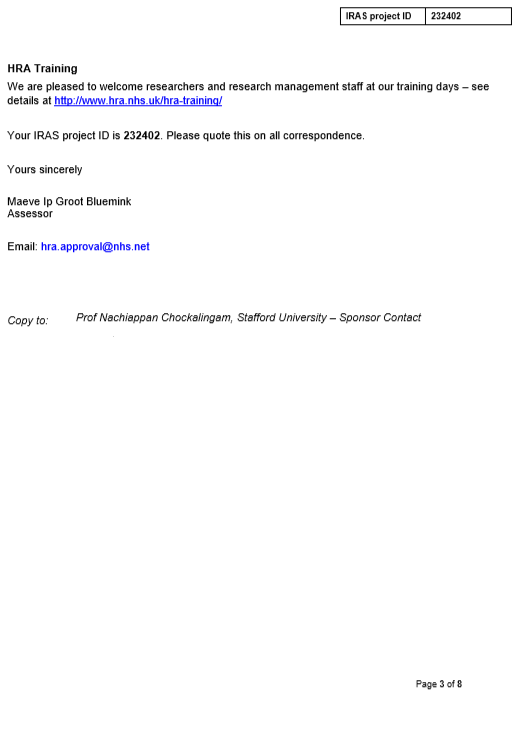 IRAS project ID 232402
HRA Training
We are pleased to welcome researchers and research management staff at our training days – see
details at http://www.hra.nhs.uk/hra-training/
Your IRAS project ID is 232402. Please quote this on all correspondence.
Yours sincerely
Maeve Ip Groot Bluemink
Assessor
Email: hra.approval@nhs.net
Copy to: Prof Nachiappan Chockalingam, Stafford University – Sponsor Contact
Page 3 of 8